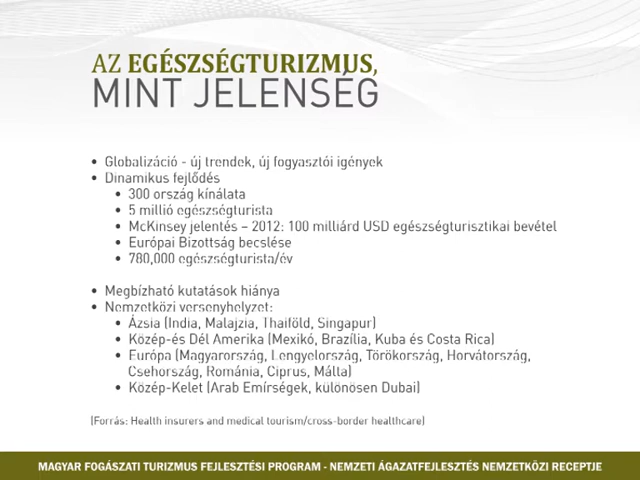 AZ EGÉSZSÉGTURIZMUS,
MINT JELENSÉG
• Globalizáció - új trendek, új fogyasztói igények
• Dinamikus fejlődés
• 300 ország kínálata
• 5 millió egészségturista
• McKinsey jelentés – 2012: 100 milliárd USD egészségturisztikai bevétel
• Európai Bizottság becslése
• 780,000 egészségturista/év
• Megbízható kutatások hiánya
• Nemzetközi versenyhelyzet:
• Ázsia (India, Malajzia, Thaiföld, Singapur)
• Közép-és Dél Amerika (Mexikó, Brazília, Kuba és Costa Rica)
• Európa (Magyarország, Lengyelország, Törökország, Horvátország,
Csehország, Románia, Ciprus, Málta)
• Közép-Kelet (Arab Emírségek, különösen Dubai)
(Forrás: Health insurers and medical tourism/cross-border healthcare)
MAGYAR FOGÁSZATI TURIZMUS FEJLESZTÉSI PROGRAM - NEMZETI ÁGAZATFEJLESZTÉS NEMZETKÖZI RECEPTJE